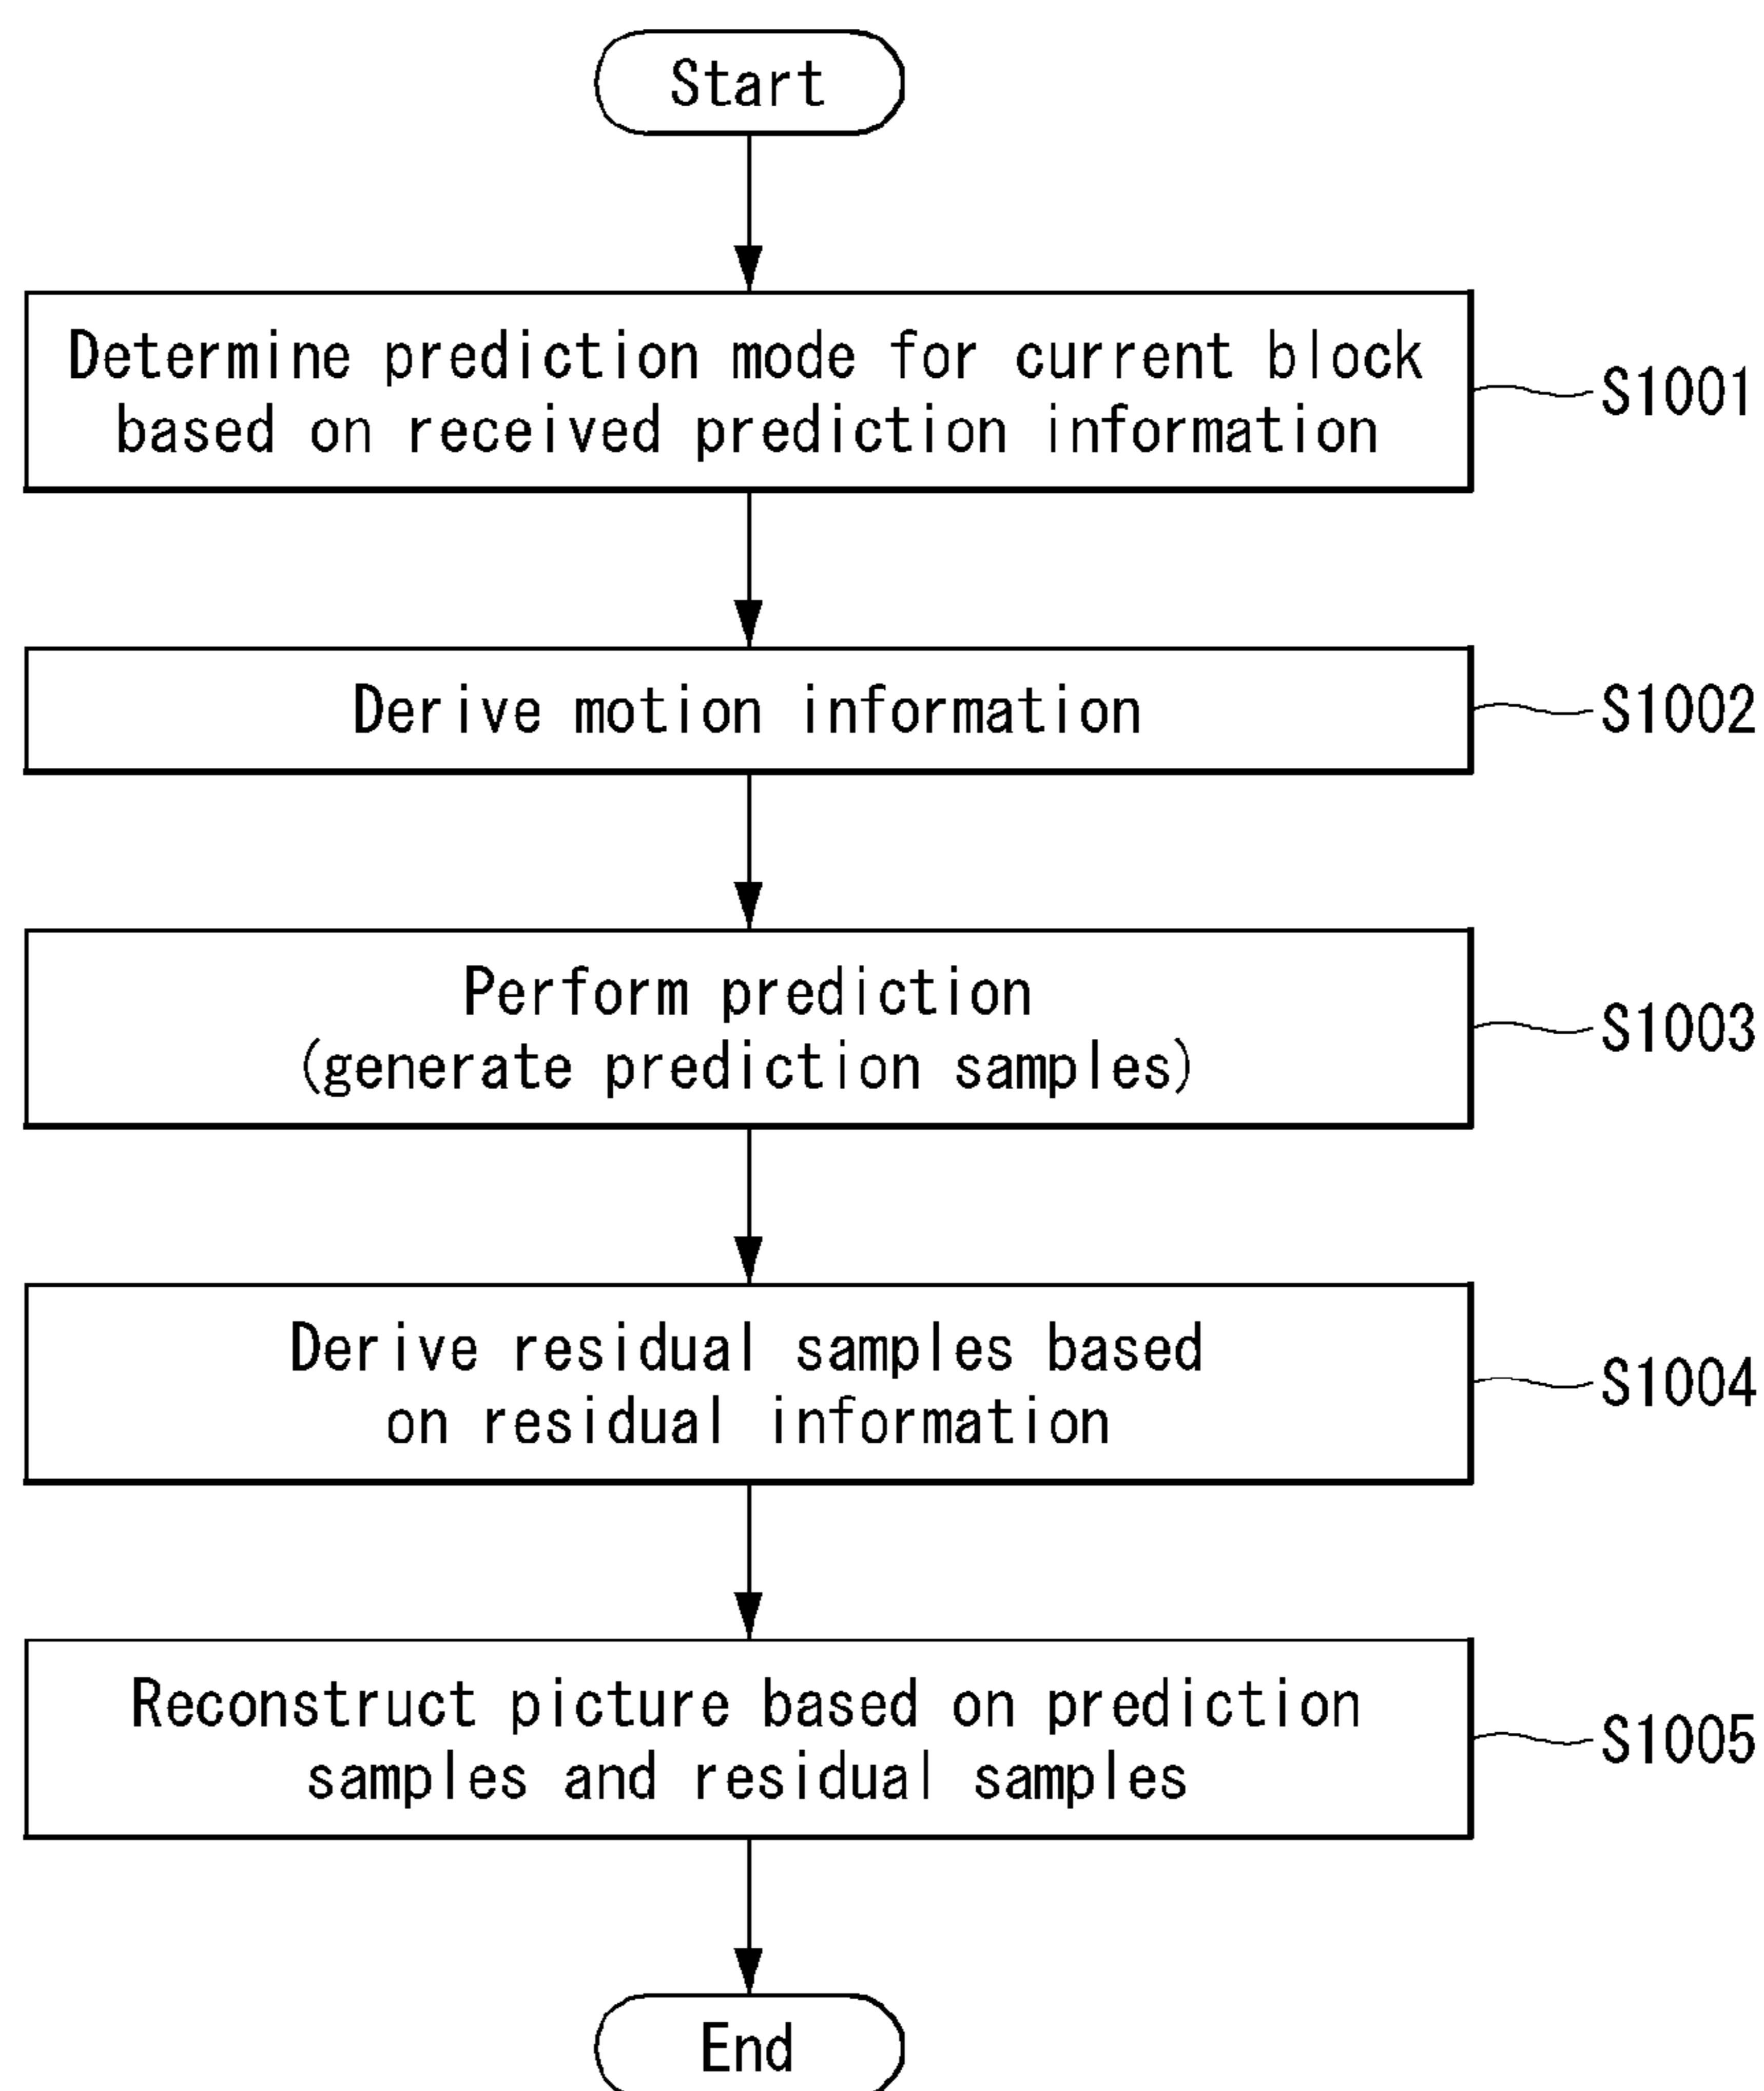 Start
Determine prediction mode for current block
based on received prediction information
S1001
Derive motion information
S1002
Perform prediction
(generate prediction samples)
S1003
Derive residual samples based
on residual information
S1004
Reconstruct picture based on prediction
samples and residual samples
S1005
End